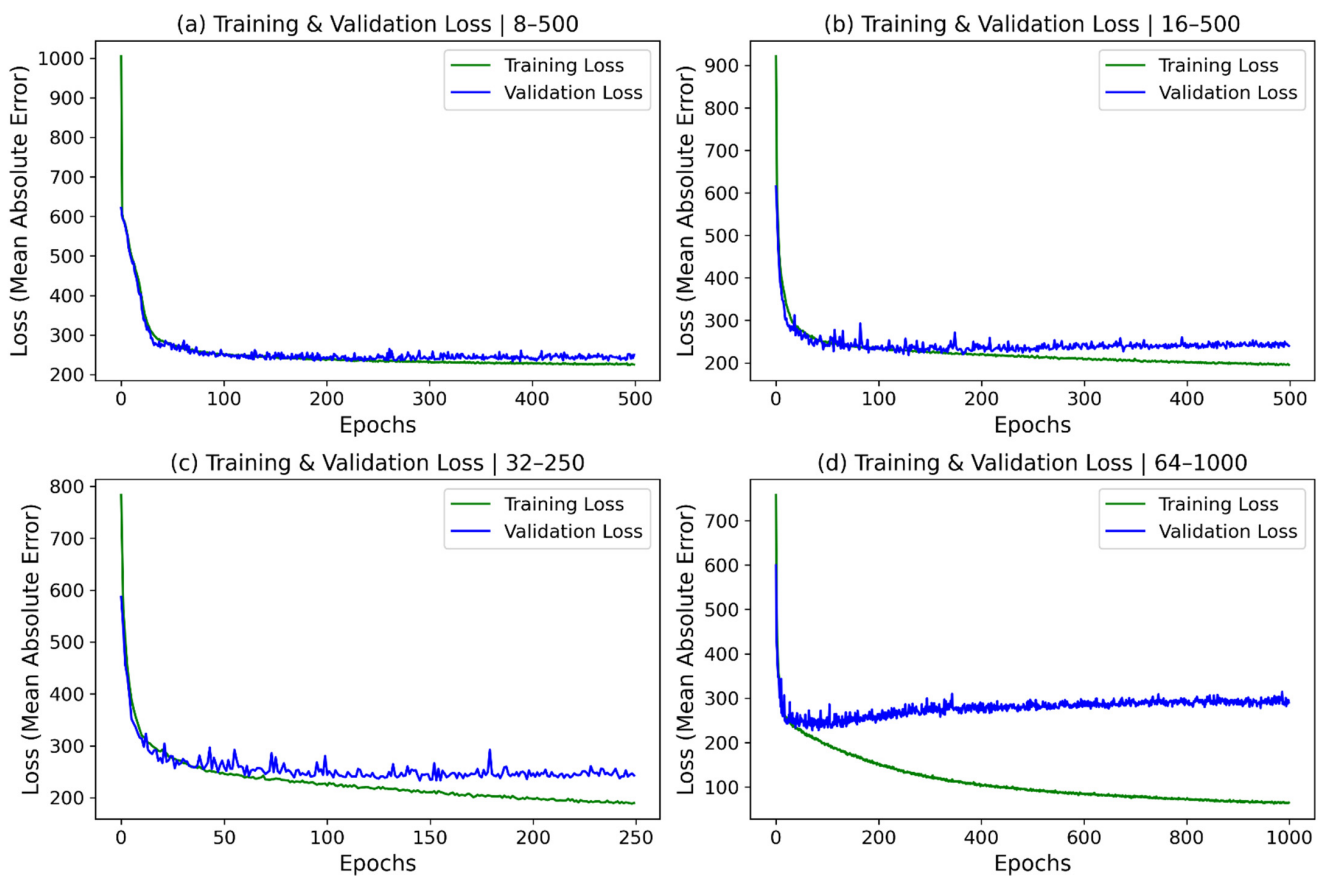 (a) Training & Validation Loss | 8–500
Loss (Mean Absolute Error)
1000
900
800
700
600
500
400
300
200
Training Loss
Validation Loss
0 100 200 300 400 500
Epochs
(b) Training & Validation Loss | 16–500
Loss (Mean Absolute Error)
900
800
700
600
500
400
300
200
Training Loss
Validation Loss
0 100 200 300 400 500
Epochs
(c) Training & Validation Loss | 32–250
Loss (Mean Absolute Error)
800
700
600
500
400
300
200
Training Loss
Validation Loss
0 50 100 150 200 250
Epochs
(d) Training & Validation Loss | 64–1000
Loss (Mean Absolute Error)
700
600
500
400
300
200
100
Training Loss
Validation Loss
0 200 400 600 800 1000
Epochs